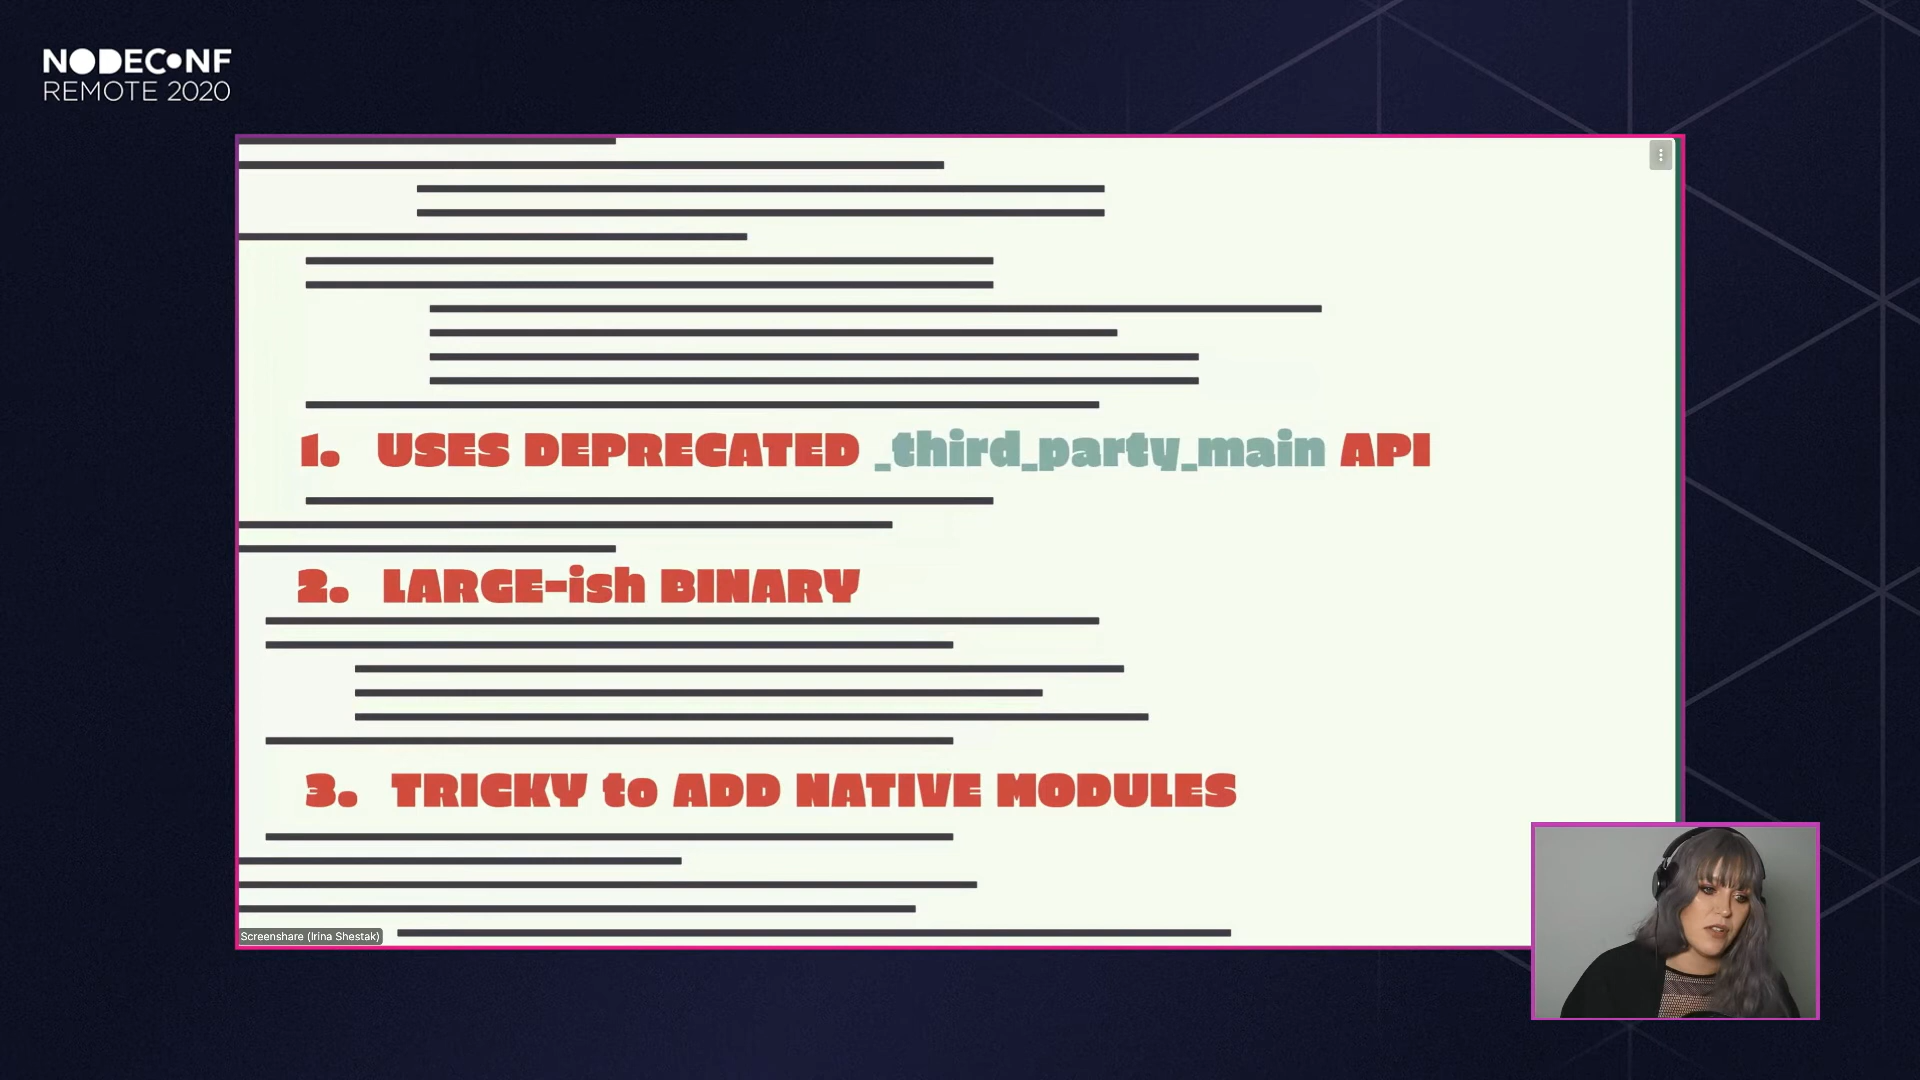 NODECONF
REMOTE 2020
1. USES DEPRECATED _third_party_main API
2. LARGE-ish BINARY
3. TRICKY to ADD NATIVE MODULES
Screenshare (Irina Shestak)